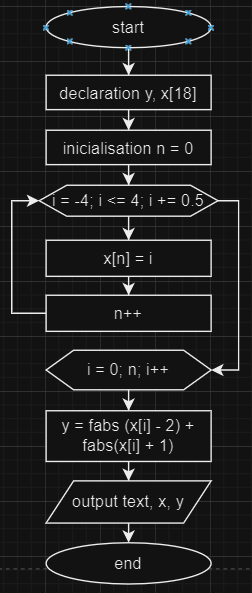 start
declaration y, x[18]
inicialisation n = 0
i = -4; i <= 4; i += 0.5
x[n] = i
n++
i = 0; n; i++
y = fabs (x[i] - 2) +
fabs(x[i] + 1)
output text, x, y
end